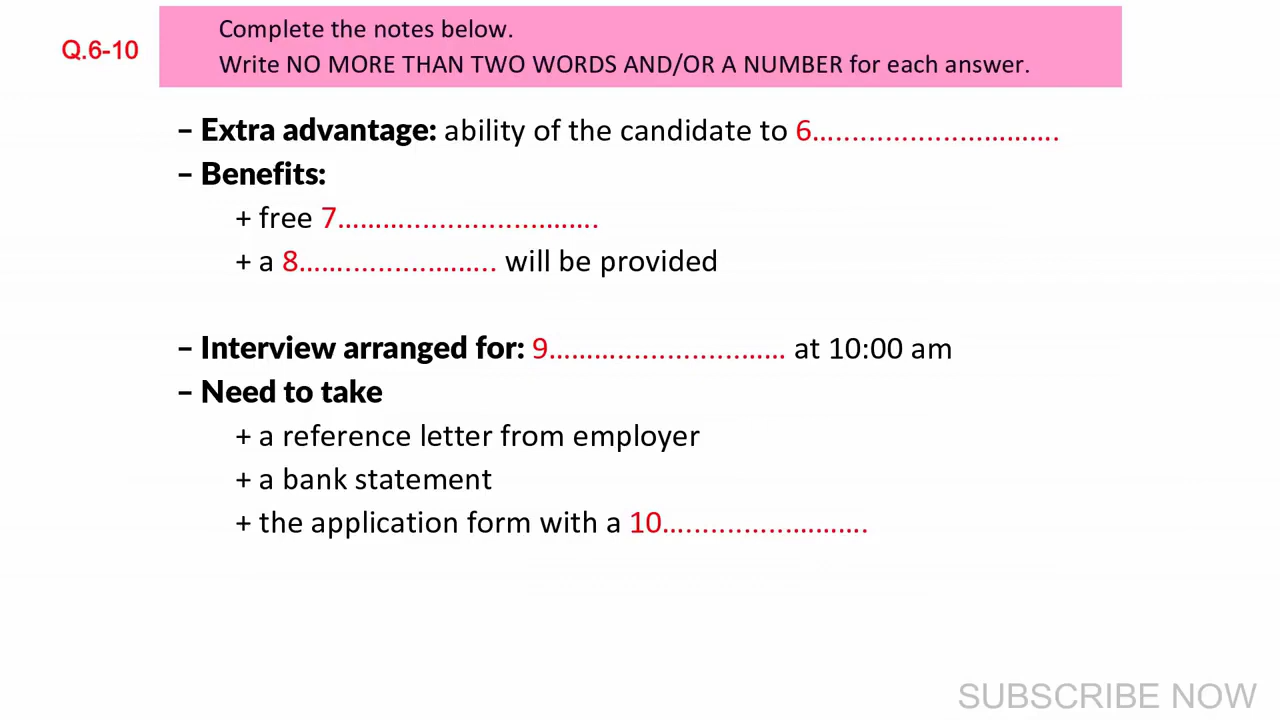 Q.6-10
Complete the notes below.
Write NO MORE THAN TWO WORDS AND/OR A NUMBER for each answer.
– Extra advantage: ability of the candidate to 6……………………….
– Benefits:
+ free 7……………………….
+ a 8…………………….. will be provided
– Interview arranged for: 9……………………… at 10:00 am
– Need to take
+ a reference letter from employer
+ a bank statement
+ the application form with a 10…………………….
SUBSCRIBE NOW